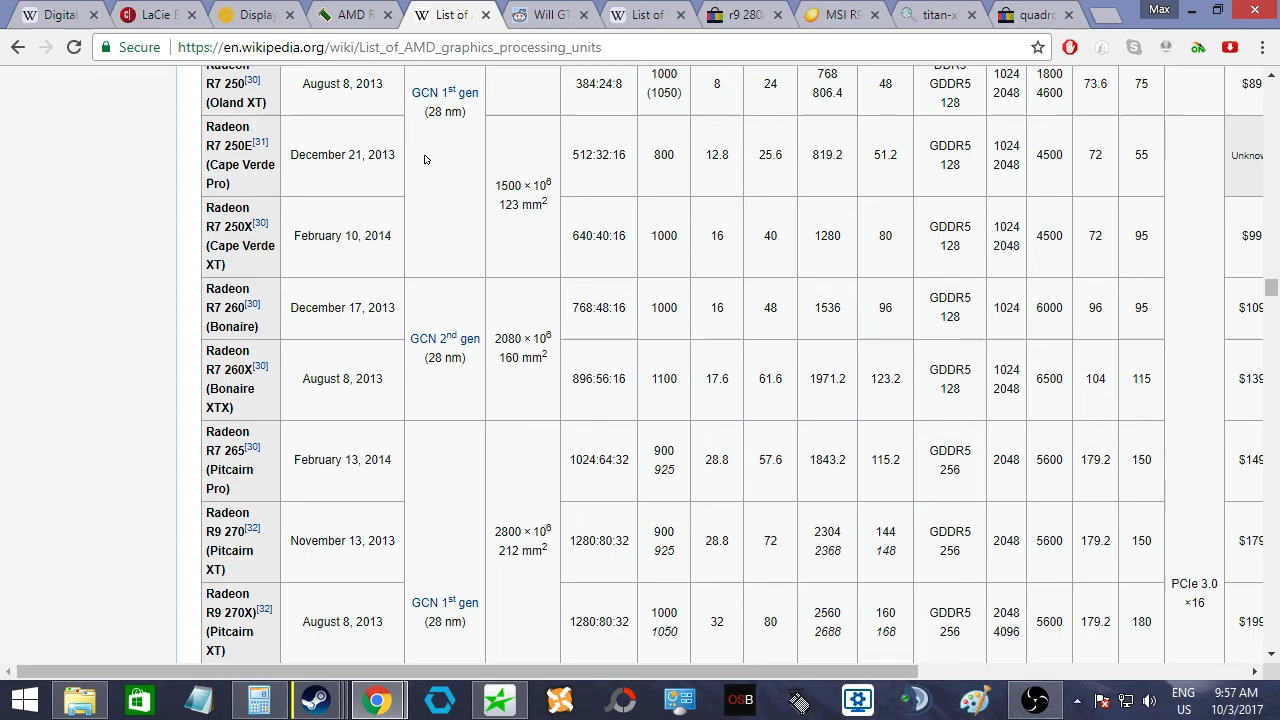 Digital
LaCie E
Display
AMD R
List of A
Will GT
List of
r9 280
MSI R9
titan-x
quadro
Max
Secure
https://en.wikipedia.org/wiki/List_of_AMD_graphics_processing_units
Radeon
R7 250[30]
(Oland XT)
August 8, 2013
GCN 1st gen
(28 nm)
384:24:8
1000
(1050)
8
24
768
806.4
48
DDR3
GDDR5
128
1024
2048
1800
4600
73.6
75
$89
Radeon
R7 250E[31]
(Cape Verde
Pro)
December 21, 2013
1500 × 106
123 mm2
512:32:16
800
12.8
25.6
819.2
51.2
GDDR5
128
1024
2048
4500
72
55
Unknow
Radeon
R7 250X[30]
(Cape Verde
XT)
February 10, 2014
640:40:16
1000
16
40
1280
80
GDDR5
128
1024
2048
4500
72
95
$99
Radeon
R7 260[30]
(Bonaire)
December 17, 2013
GCN 2nd gen
(28 nm)
2080 × 106
160 mm2
768:48:16
1000
16
48
1536
96
GDDR5
128
1024
6000
96
95
$109
Radeon
R7 260X[30]
(Bonaire
XTX)
August 8, 2013
896:56:16
1100
17.6
61.6
1971.2
123.2
GDDR5
128
1024
2048
6500
104
115
$139
Radeon
R7 265[30]
(Pitcairn
Pro)
February 13, 2014
1024:64:32
900
925
28.8
57.6
1843.2
115.2
GDDR5
256
2048
5600
179.2
150
$149
Radeon
R9 270[32]
(Pitcairn
XT)
November 13, 2013
2800 × 106
212 mm2
1280:80:32
900
925
28.8
72
2304
2368
144
148
GDDR5
256
2048
5600
179.2
150
$179
Radeon
R9 270X)[32]
(Pitcairn
XT)
August 8, 2013
GCN 1st gen
(28 nm)
1280:80:32
1000
1050
32
80
2560
2688
160
168
GDDR5
256
2048
4096
5600
179.2
180
PCIe 3.0
×16
$199
OSB
ENG
US
9:57 AM
10/3/2017